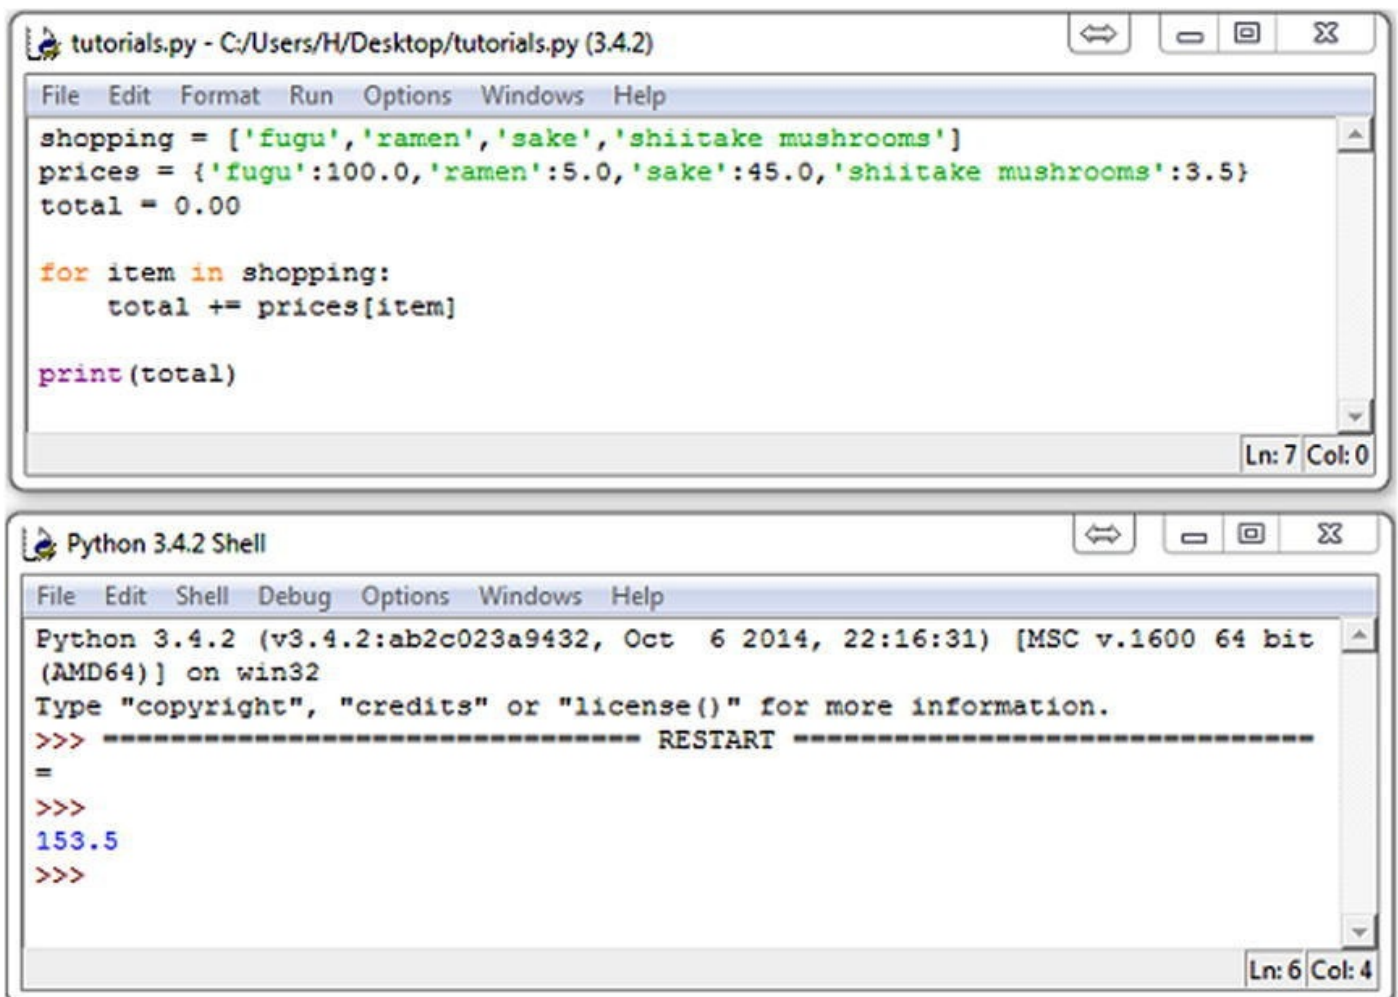 tutorials.py - C:/Users/H/Desktop/tutorials.py (3.4.2)
File Edit Format Run Options Windows Help
shopping = ['fugu','ramen','sake','shiitake mushrooms']
prices = {'fugu':100.0,'ramen':5.0,'sake':45.0,'shiitake mushrooms':3.5}
total = 0.00
for item in shopping:
    total += prices[item]
print(total)
Ln: 7 Col: 0
Python 3.4.2 Shell
File Edit Shell Debug Options Windows Help
Python 3.4.2 (v3.4.2:ab2c023a9432, Oct  6 2014, 22:16:31) [MSC v.1600 64 bit
(AMD64)] on win32
Type "copyright", "credits" or "license()" for more information.
>>> ================================ RESTART ===============================
=
>>>
153.5
>>>
Ln: 6 Col: 4